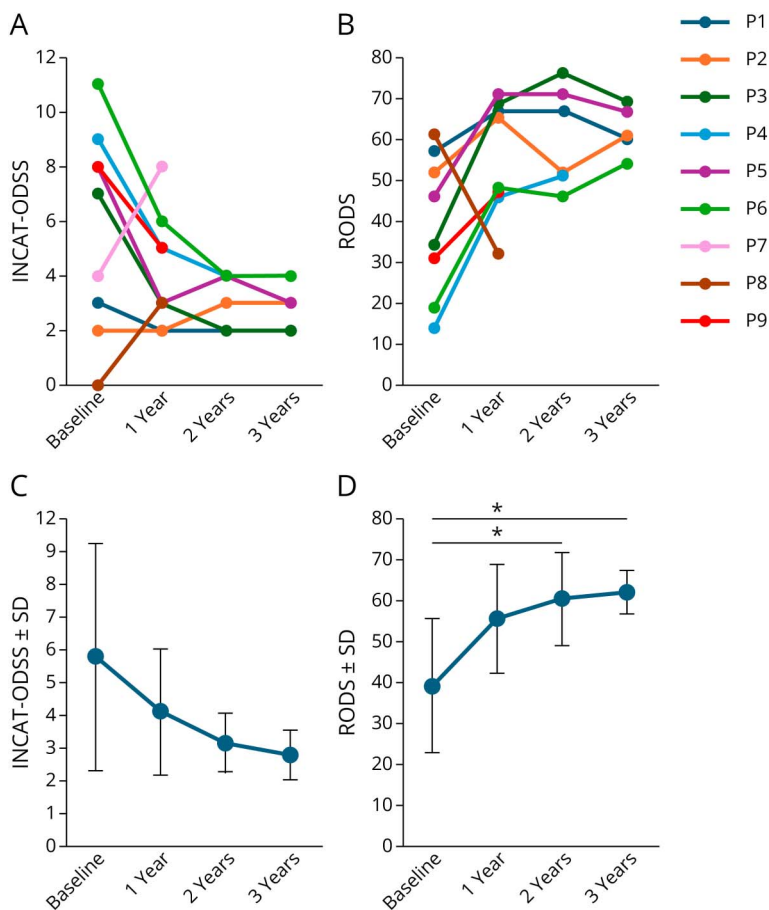 A
INCAT-ODSS
12
10
8
6
4
2
0
Baseline
1 Year
2 Years
3 Years
B
RODS
80
70
60
50
40
30
20
10
0
Baseline
1 Year
2 Years
3 Years
P1
P2
P3
P4
P5
P6
P7
P8
P9
C
INCAT-ODSS ± SD
12
9
8
7
6
5
4
3
2
1
0
Baseline
1 Year
2 Years
3 Years
D
RODS ± SD
80
70
60
50
40
30
20
10
0
*
*
Baseline
1 Year
2 Years
3 Years